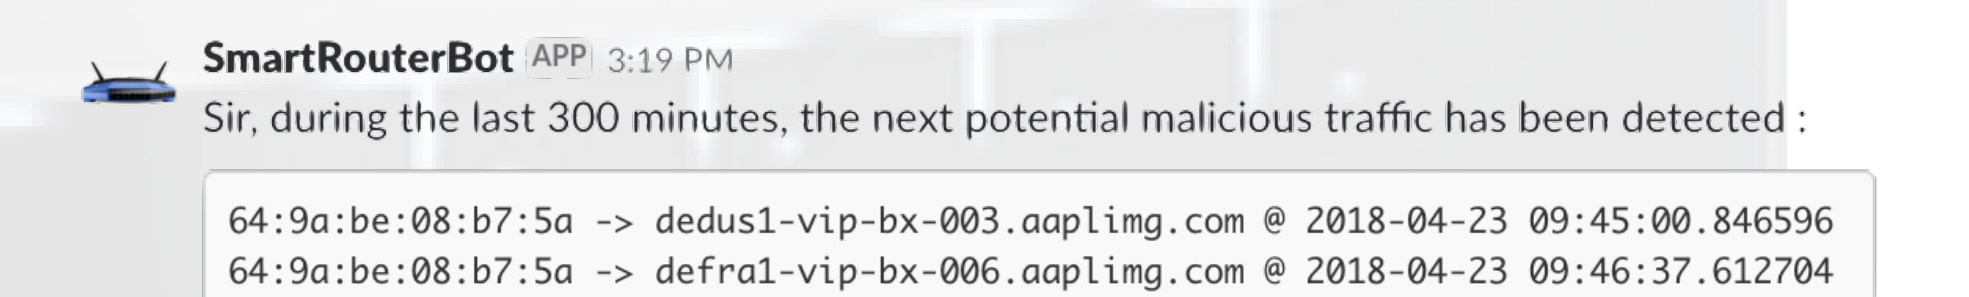 SmartRouterBot APP 3:19 PM
Sir, during the last 300 minutes, the next potential malicious traffic has been detected :
64:9a:be:08:b7:5a -> dedus1-vip-bx-003.aaplimg.com @ 2018-04-23 09:45:00.846596
64:9a:be:08:b7:5a -> defra1-vip-bx-006.aaplimg.com @ 2018-04-23 09:46:37.612704